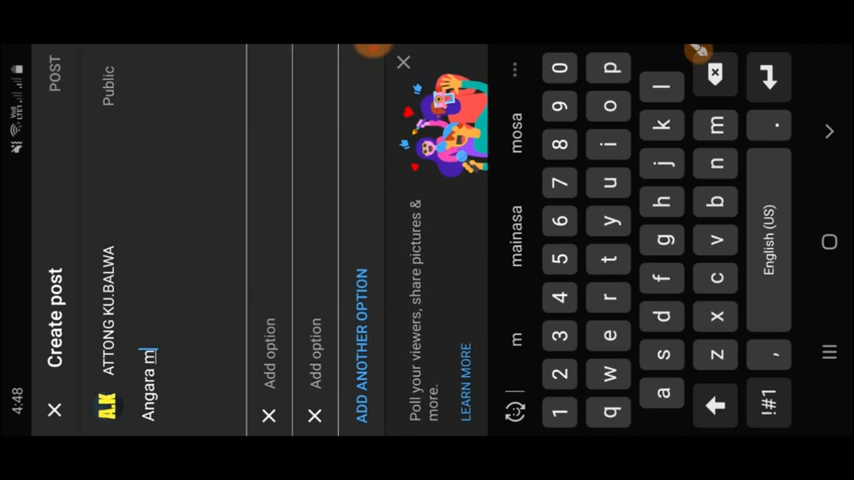 4:48
Create post
POST
A.K
ATTONG KU.BALWA
Public
Angara m
Add option
Add option
ADD ANOTHER OPTION
Poll your viewers, share pictures &
more.
LEARN MORE
m mainasa mosa
1 2 3 4 5 6 7 8 9 0
q w e r t y u i o p
a s d f g h j k l
z x c v b n m
!#1 , English (US) .